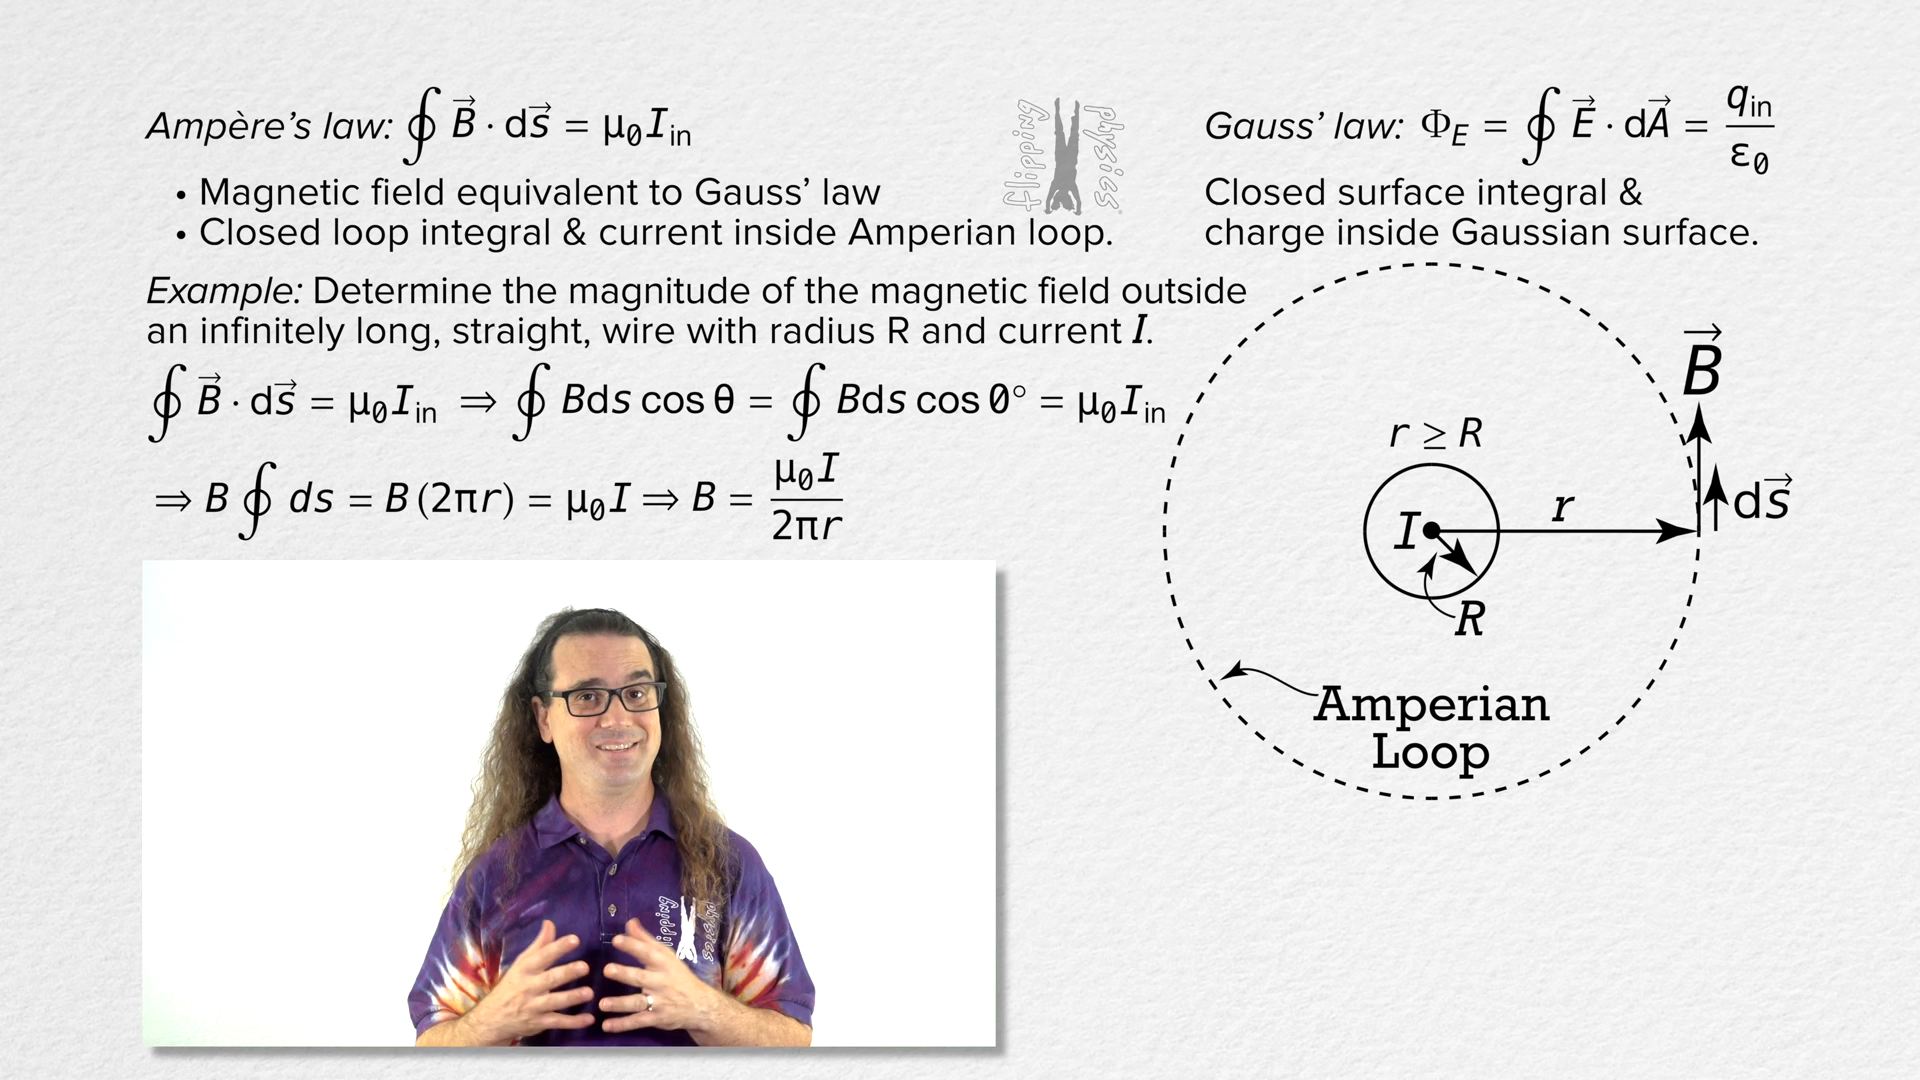 Ampère's law: ∮ B⃗ · ds⃗ = μ₀I_in
• Magnetic field equivalent to Gauss' law
• Closed loop integral & current inside Amperian loop.
flipping physics
Gauss' law: Φ_E = ∮ E⃗ · dA⃗ = q_in / ε₀
Closed surface integral &
charge inside Gaussian surface.
Example: Determine the magnitude of the magnetic field outside
an infinitely long, straight, wire with radius R and current I.
∮ B⃗ · ds⃗ = μ₀I_in ⇒ ∮ Bds cos θ = ∮ Bds cos 0° = μ₀I_in
⇒ B ∮ ds = B(2πr) = μ₀I ⇒ B = μ₀I / 2πr
B⃗
r ≥ R
ds⃗
r
I
R
Amperian
Loop
flipping physics